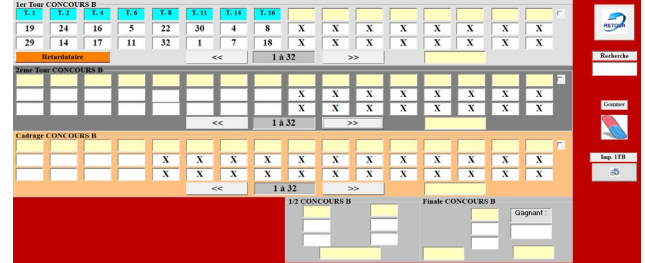 1er Tour CONCOURS B
T. 1 T. 2 T. 4 T. 6 T. 8 T. 11 T. 14 T. 16
19 24 16 5 22 30 4 8 X X X X X X X X
29 14 17 11 32 1 7 18 X X X X X X X X
Retardataire << 1 à 32 >>
2ème Tour CONCOURS B
X X X X X X X X
X X X X X X X X
<< 1 à 32 >>
Cadrage CONCOURS B
X X X X X X X X X X X X
X X X X X X X X X X X X
<< 1 à 32 >>
1/2 CONCOURS B
Finale CONCOURS B
Gagnant :
RETOUR
Recherche
Gommer
Imp. 1TB